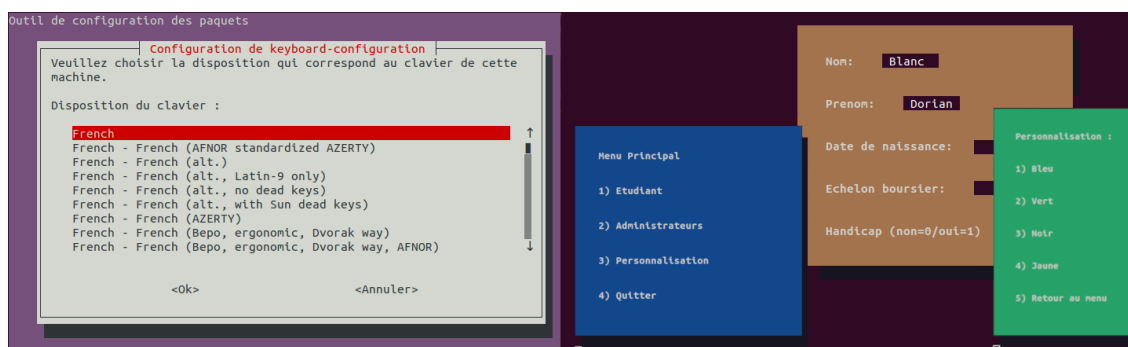 Outil de configuration des paquets
Configuration de keyboard-configuration
Veuillez choisir la disposition qui correspond au clavier de cette
machine.
Disposition du clavier :
French
French - French (AFNOR standardized AZERTY)
French - French (alt.)
French - French (alt., Latin-9 only)
French - French (alt., no dead keys)
French - French (alt., with Sun dead keys)
French - French (AZERTY)
French - French (Bepo, ergonomic, Dvorak way)
French - French (Bepo, ergonomic, Dvorak way, AFNOR)
<Ok> <Annuler>
Menu Principal
1) Etudiant
2) Administrateurs
3) Personnalisation
4) Quitter
Nom: Blanc
Prenom: Dorian
Date de naissance:
Echelon boursier:
Handicap (non=0/oui=1)
Personnalisation :
1) Bleu
2) Vert
3) Noir
4) Jaune
5) Retour au menu